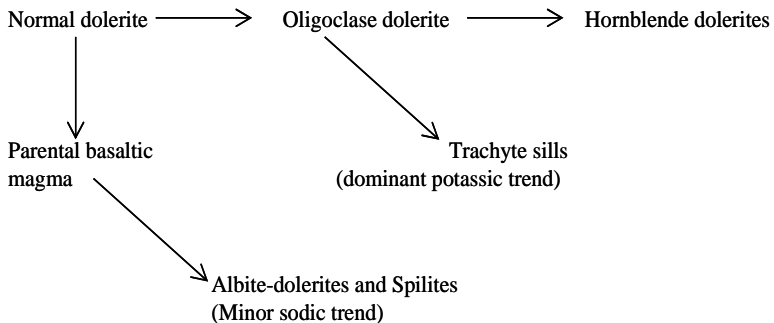 Normal dolerite Oligoclase dolerite Hornblende dolerites
Parental basaltic
magma
Trachyte sills
(dominant potassic trend)
Albite-dolerites and Spilites
(Minor sodic trend)